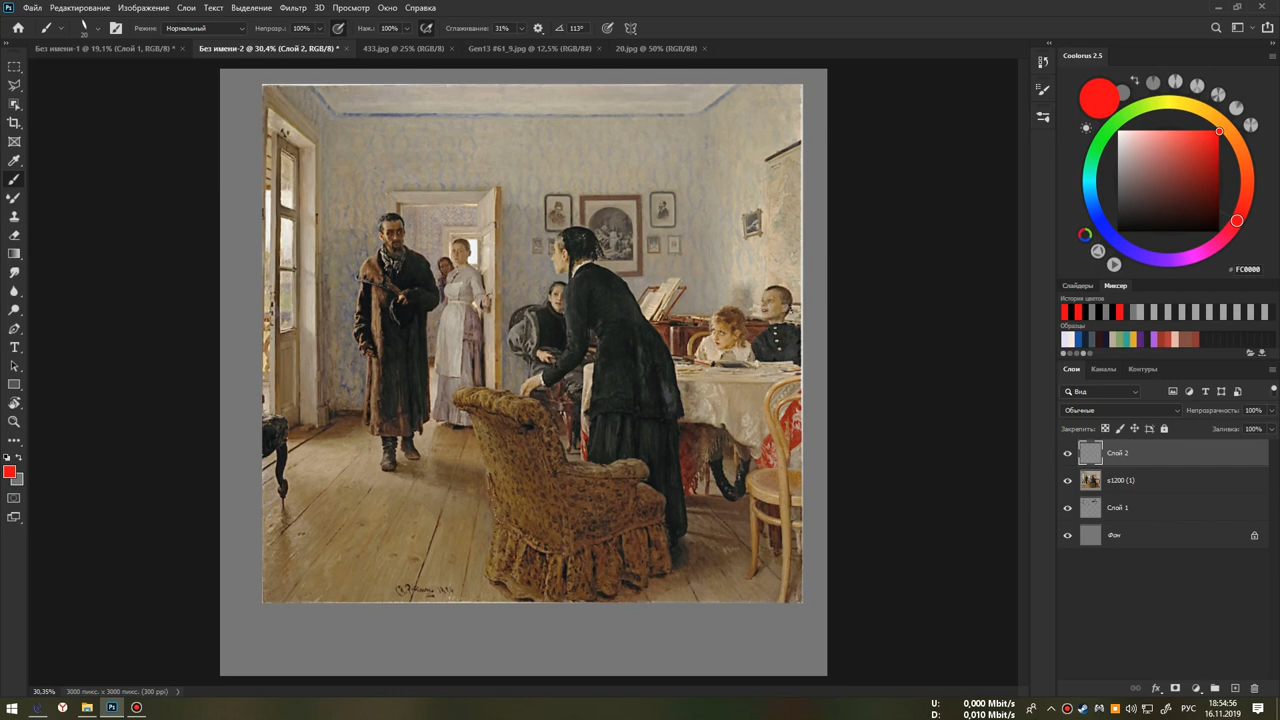 Файл Редактирование Изображение Слои Текст Выделение Фильтр 3D Просмотр Окно Справка
20 Режим: Нормальный Непрозр.: 100% Наж.: 100% Сглаживание: 31% 113°
Без имени-1 @ 19,1% (Слой 1, RGB/8) * × Без имени-2 @ 30,4% (Слой 2, RGB/8) * × 433.jpg @ 25% (RGB/8) × Gen13 #61_9.jpg @ 12,5% (RGB/8#) × 20.jpg @ 50% (RGB/8#) ×
Coolorus 2.5
# FC0000
Слайдеры Миксер
История цветов
Образцы
Слои Каналы Контуры
Вид
Обычные Непрозрачность: 100%
Закрепить: Заливка: 100%
Слой 2
s1200 (1)
Слой 1
Фон
30,35% 3000 пикс. x 3000 пикс. (300 ppi)
U: 0,000 Mbit/s
D: 0,010 Mbit/s
РУС
18:54:56
16.11.2019